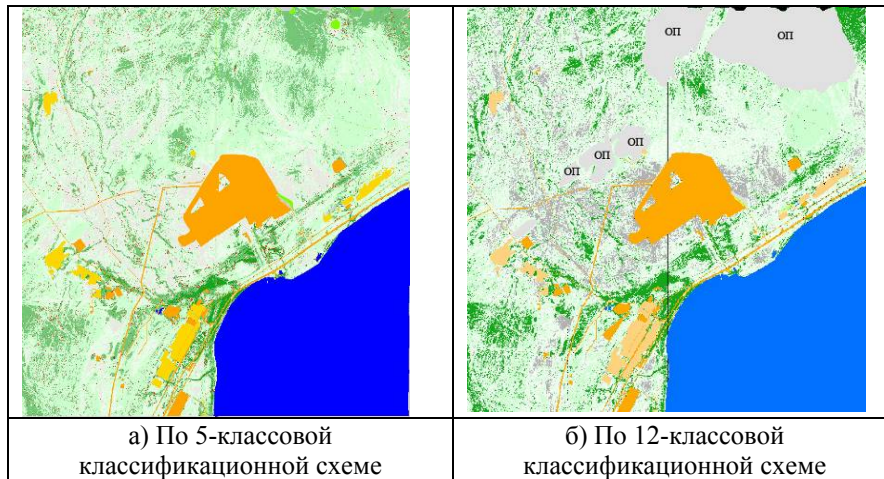 оп
оп
оп
оп
оп
а) По 5-классовой
классификационной схеме
б) По 12-классовой
классификационной схеме